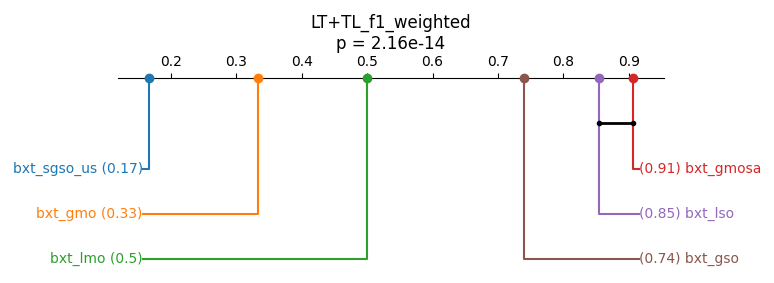 LT+TL_f1_weighted
p = 2.16e-14
0.2 0.3 0.4 0.5 0.6 0.7 0.8 0.9
bxt_sgso_us (0.17) (0.91) bxt_gmosa
bxt_gmo (0.33) (0.85) bxt_lso
bxt_lmo (0.5) (0.74) bxt_gso